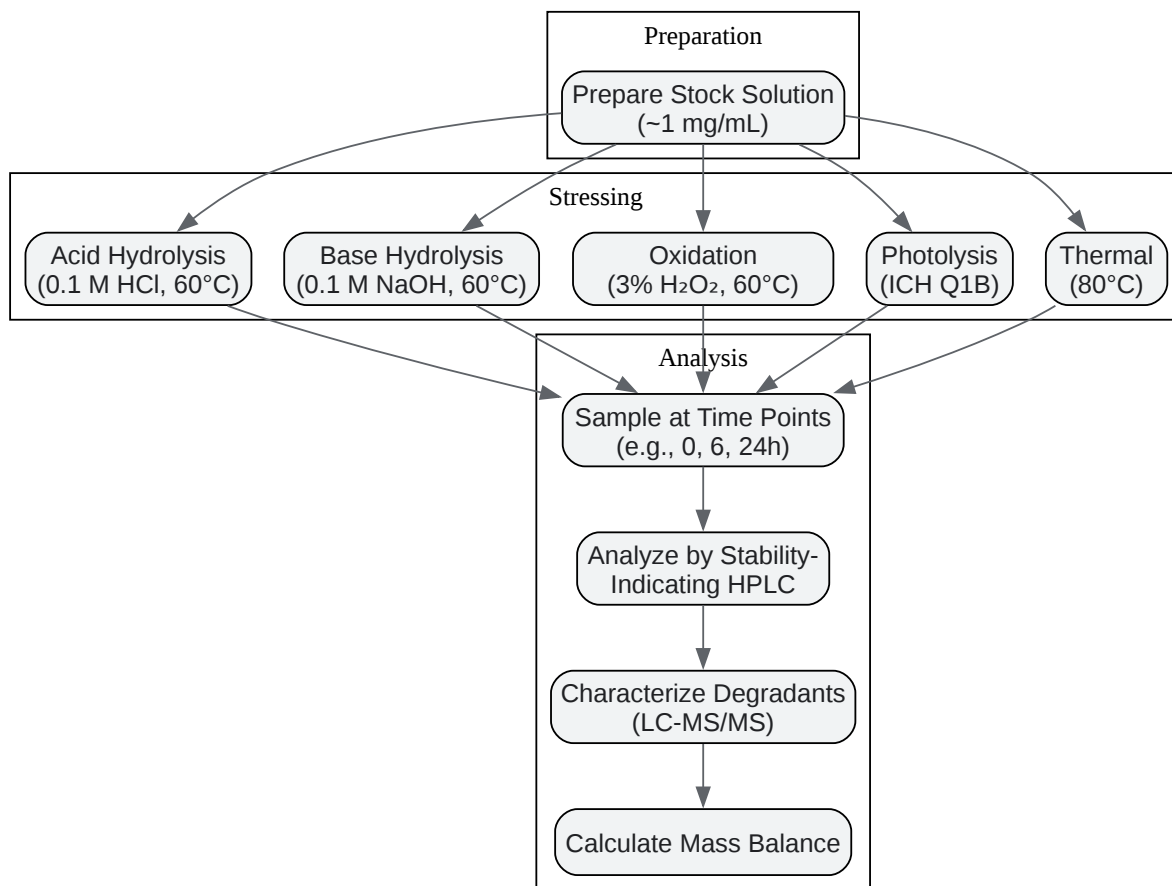 Preparation
Prepare Stock Solution
(~1 mg/mL)
Stressing
Acid Hydrolysis
(0.1 M HCl, 60°C)
Base Hydrolysis
(0.1 M NaOH, 60°C)
Oxidation
(3% H₂O₂, 60°C)
Photolysis
(ICH Q1B)
Thermal
(80°C)
Analysis
Sample at Time Points
(e.g., 0, 6, 24h)
Analyze by Stability-
Indicating HPLC
Characterize Degradants
(LC-MS/MS)
Calculate Mass Balance